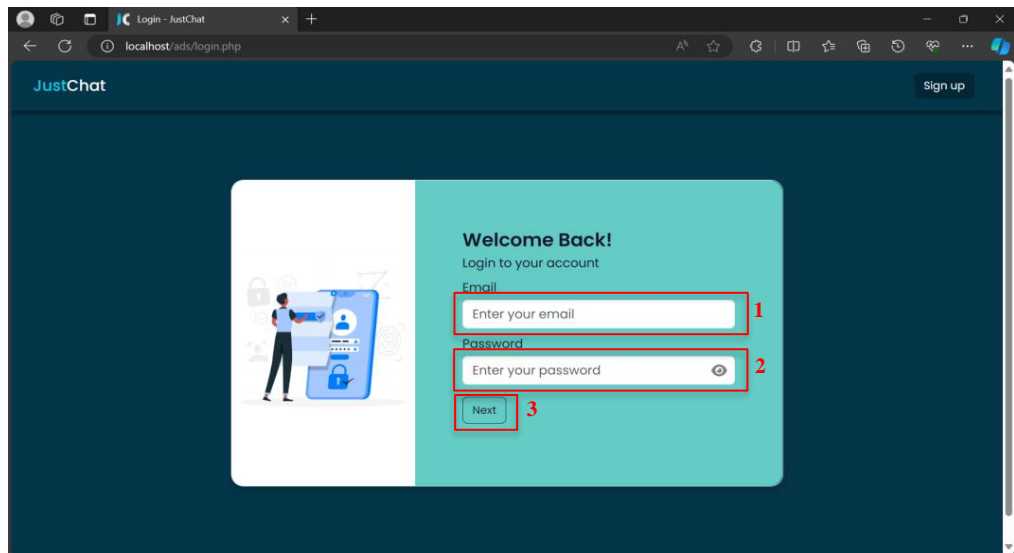 Login - JustChat
localhost/ads/login.php
JustChat
Sign up
Welcome Back!
Login to your account
Email
Enter your email
1
Password
Enter your password
2
Next
3